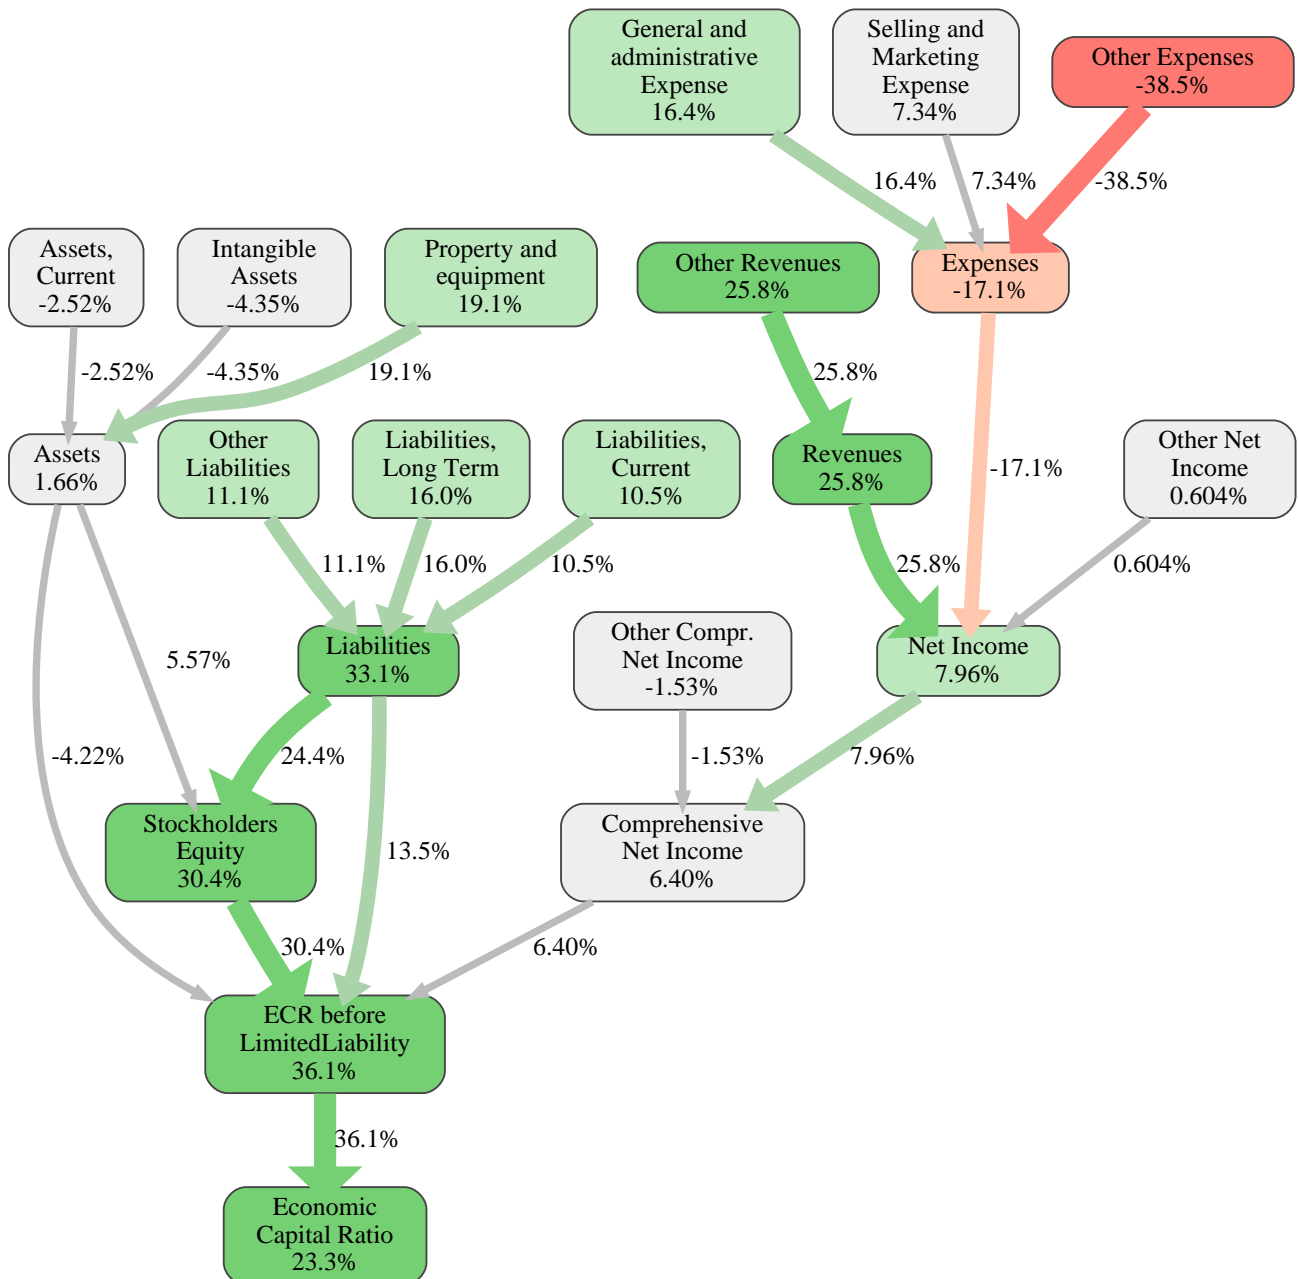 General and
administrative
Expense
16.4%
Selling and
Marketing
Expense
7.34%
Other Expenses
-38.5%
16.4%
7.34%
-38.5%
Assets,
Current
-2.52%
Intangible
Assets
-4.35%
Property and
equipment
19.1%
Other Revenues
25.8%
Expenses
-17.1%
-2.52%
-4.35%
19.1%
25.8%
-17.1%
Assets
1.66%
Other
Liabilities
11.1%
Liabilities,
Long Term
16.0%
Liabilities,
Current
10.5%
Revenues
25.8%
Other Net
Income
0.604%
11.1%
16.0%
10.5%
25.8%
0.604%
5.57%
Liabilities
33.1%
Other Compr.
Net Income
-1.53%
Net Income
7.96%
-4.22%
24.4%
-1.53%
7.96%
Stockholders
Equity
30.4%
13.5%
Comprehensive
Net Income
6.40%
30.4%
6.40%
ECR before
LimitedLiability
36.1%
36.1%
Economic
Capital Ratio
23.3%